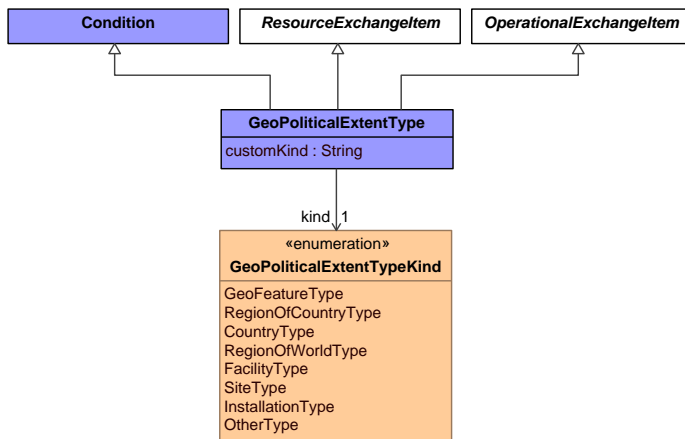 Condition
ResourceExchangeItem
OperationalExchangeItem
GeoPoliticalExtentType
customKind : String
kind 1
«enumeration»
GeoPoliticalExtentTypeKind
GeoFeatureType
RegionOfCountryType
CountryType
RegionOfWorldType
FacilityType
SiteType
InstallationType
OtherType